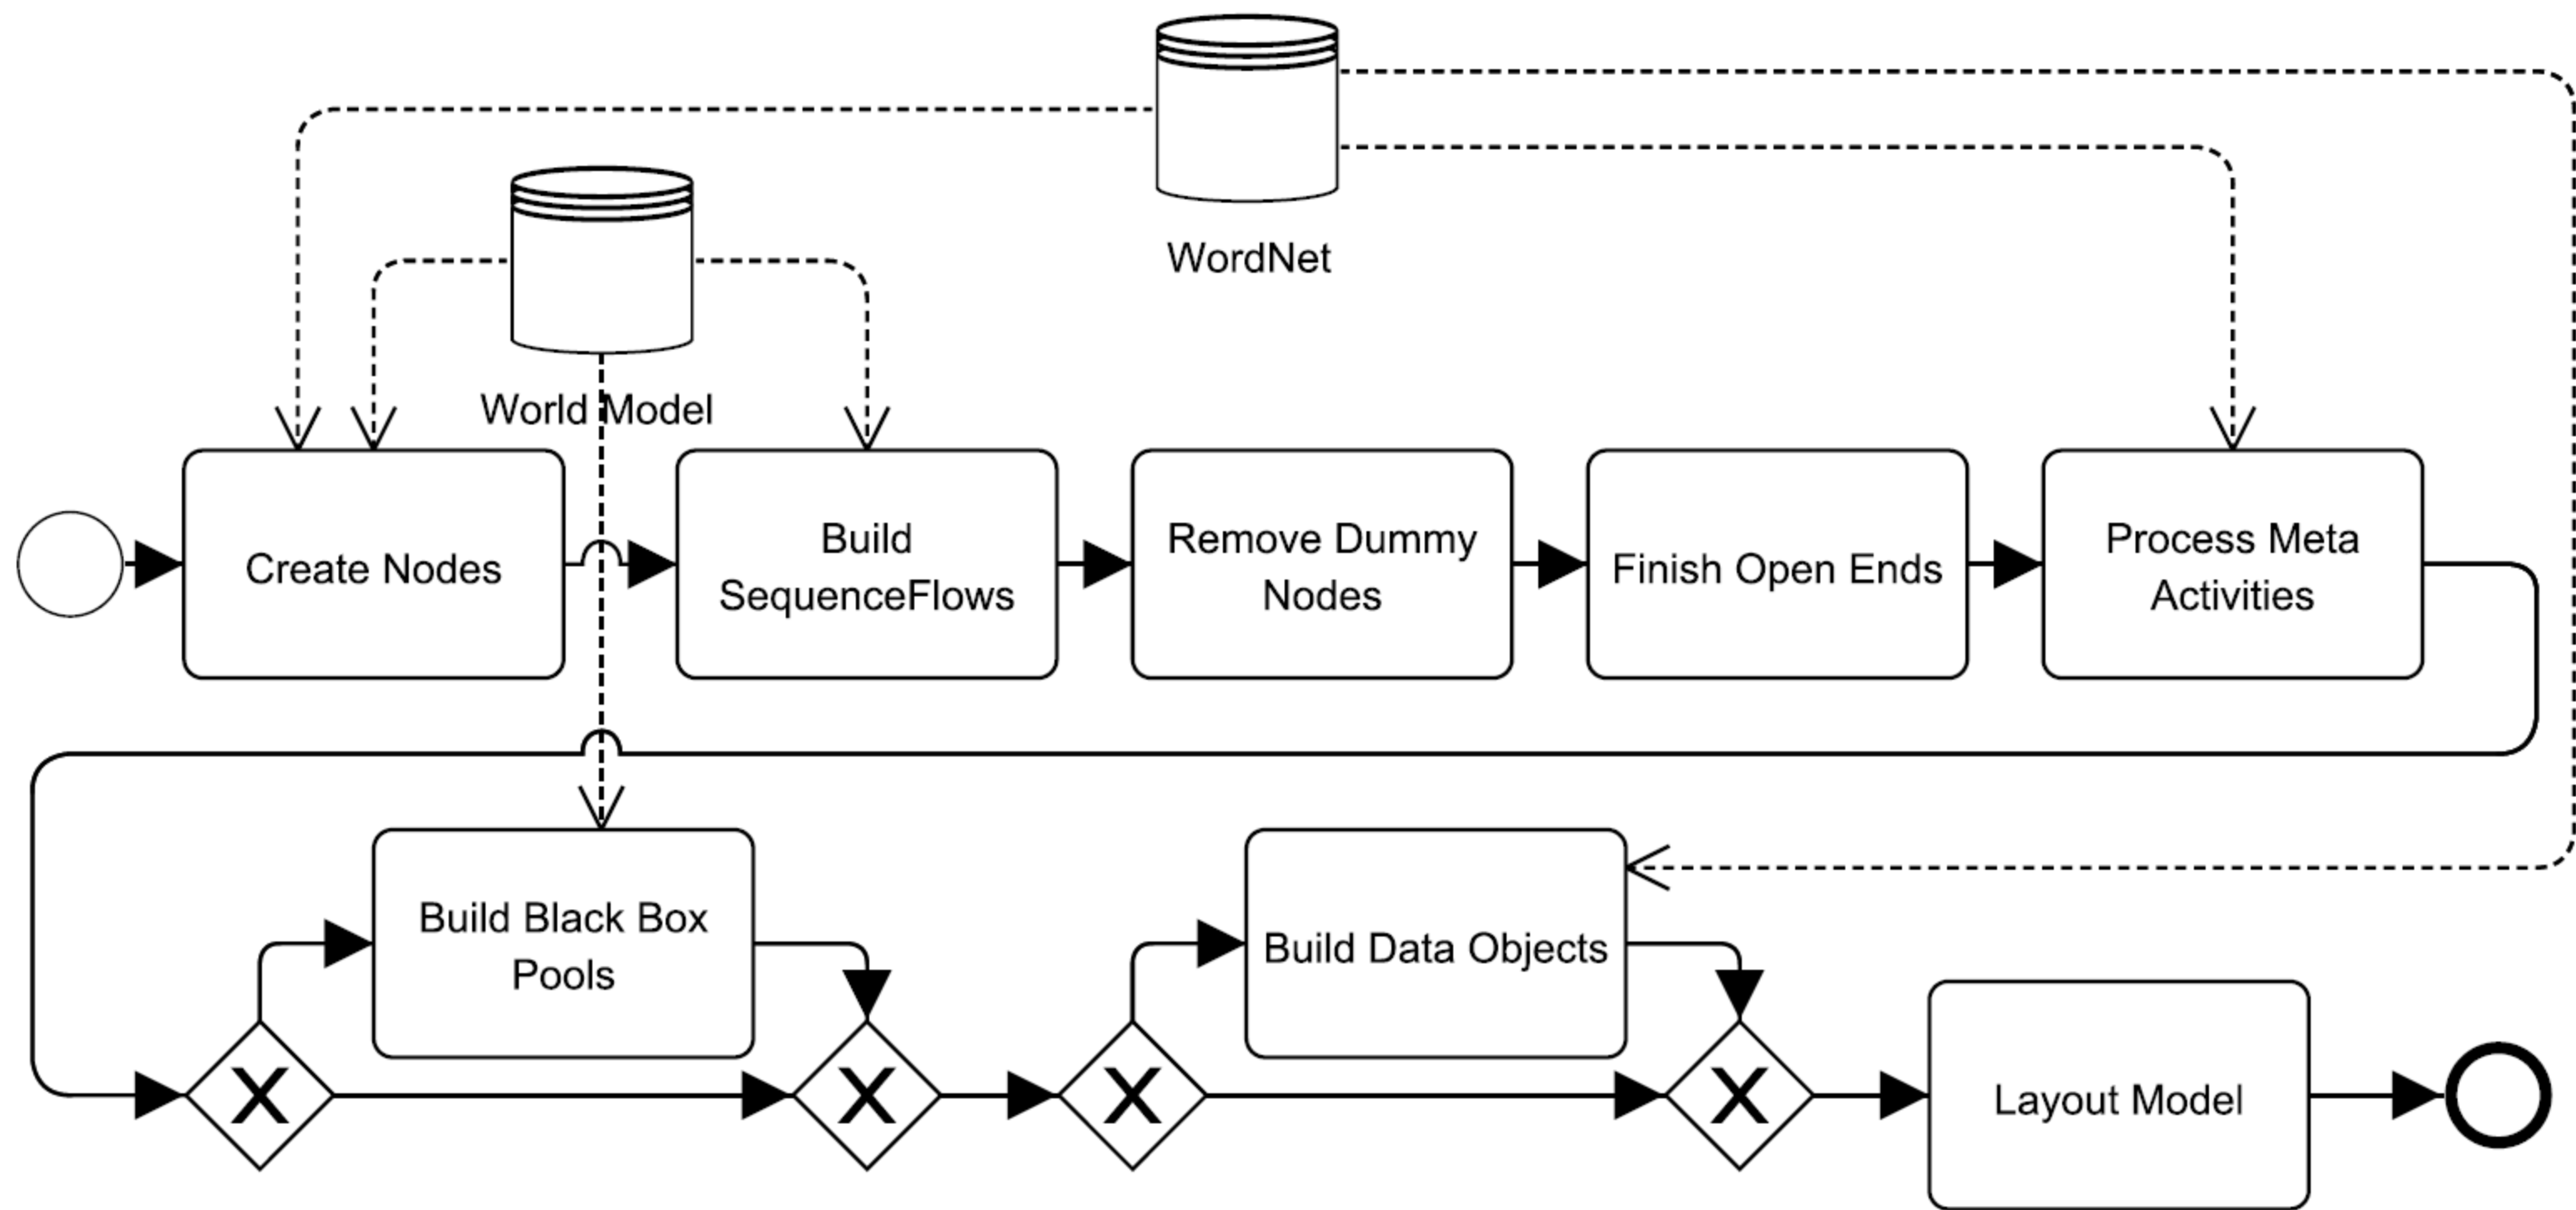 WordNet
World Model
Create Nodes
Build
SequenceFlows
Remove Dummy
Nodes
Finish Open Ends
Process Meta
Activities
Build Black Box
Pools
Build Data Objects
X
X
X
X
Layout Model